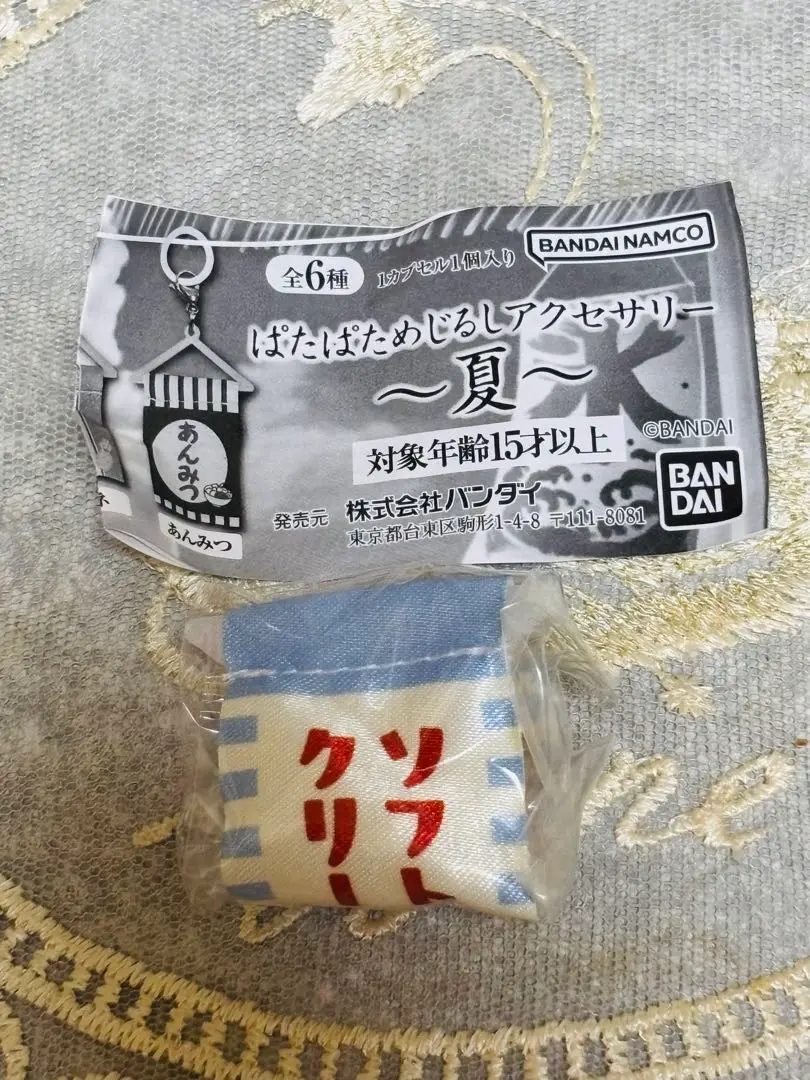 BANDAI NAMCO
全6種
1カプセル1個入り
ぱたぱためじるしアクセサリー
～夏～
対象年齢15才以上
©BANDAI
BAN
DAI
発売元 株式会社バンダイ
東京都台東区駒形1-4-8 〒111-8081
氷
あんみつ
あんみつ
ネ
ソフト
クリー